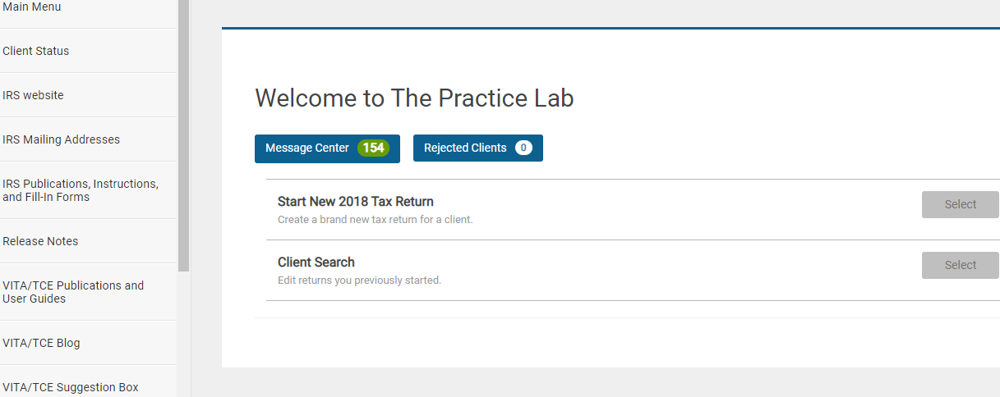 Main Menu
Client Status
IRS website
IRS Mailing Addresses
IRS Publications, Instructions,
and Fill-In Forms
Release Notes
VITA/TCE Publications and
User Guides
VITA/TCE Blog
VITA/TCE Suggestion Box
Welcome to The Practice Lab
Message Center 154
Rejected Clients 0
Start New 2018 Tax Return
Create a brand new tax return for a client.
Select
Client Search
Edit returns you previously started.
Select